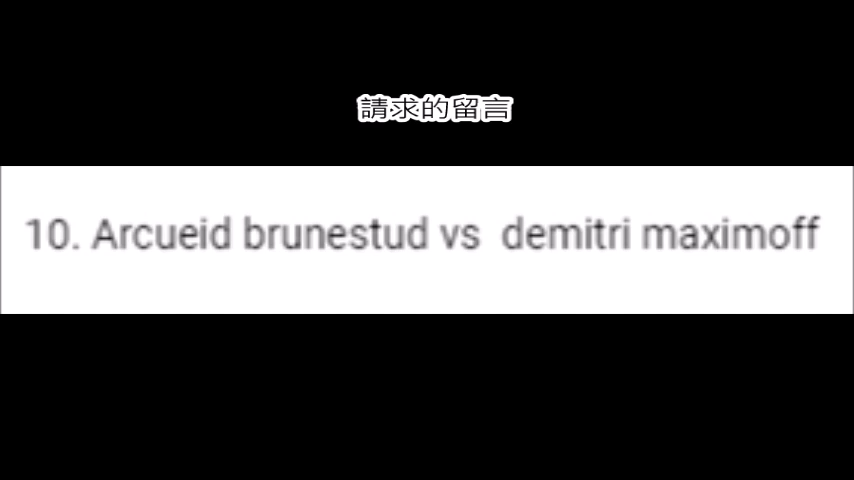 請求的留言
10. Arcueid brunestud vs  demitri maximoff